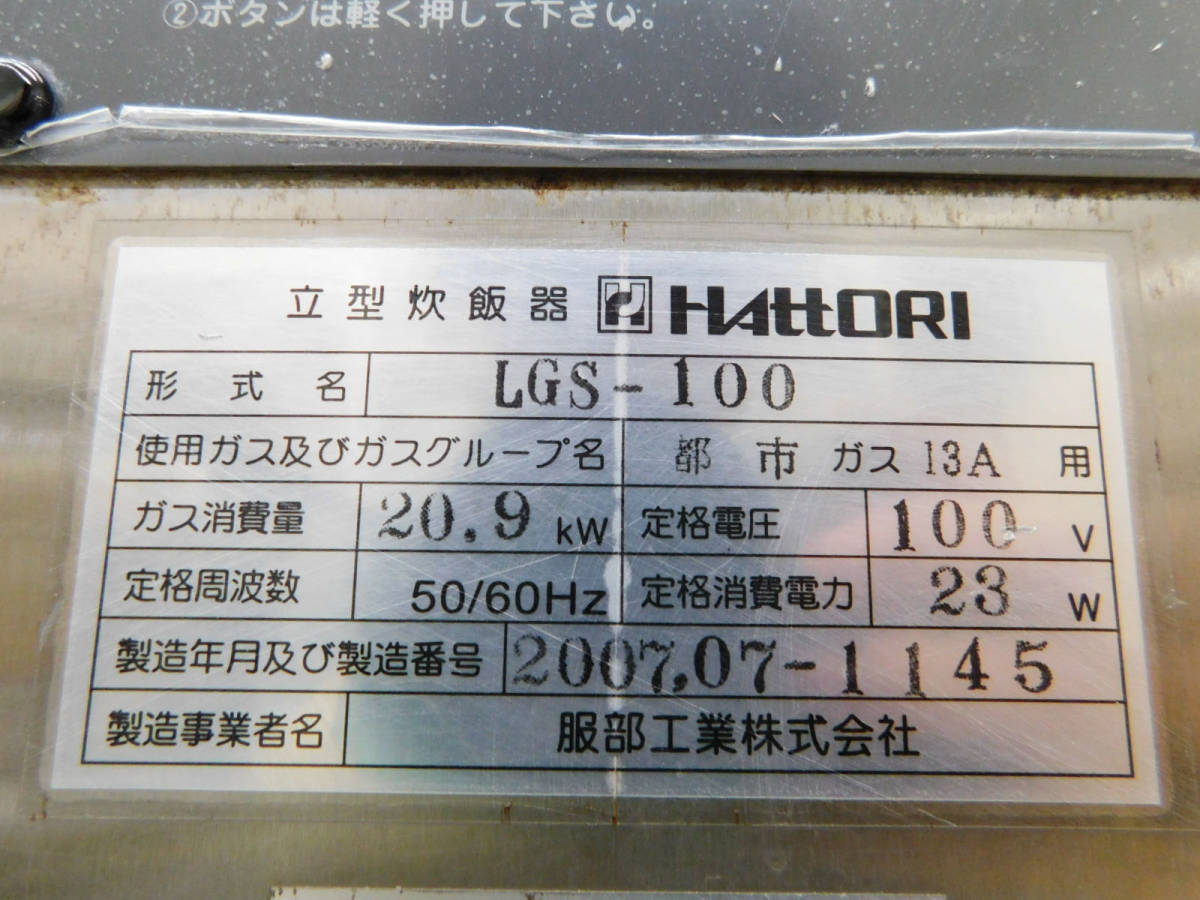 ②ボタンは軽く押して下さい。
立型炊飯器 HAttORI
形式名 LGS-100
使用ガス及びガスグループ名 都市ガス13A用
ガス消費量 20.9 kW 定格電圧 100 V
定格周波数 50/60Hz 定格消費電力 23 W
製造年月及び製造番号 2007.07-1145
製造事業者名 服部工業株式会社